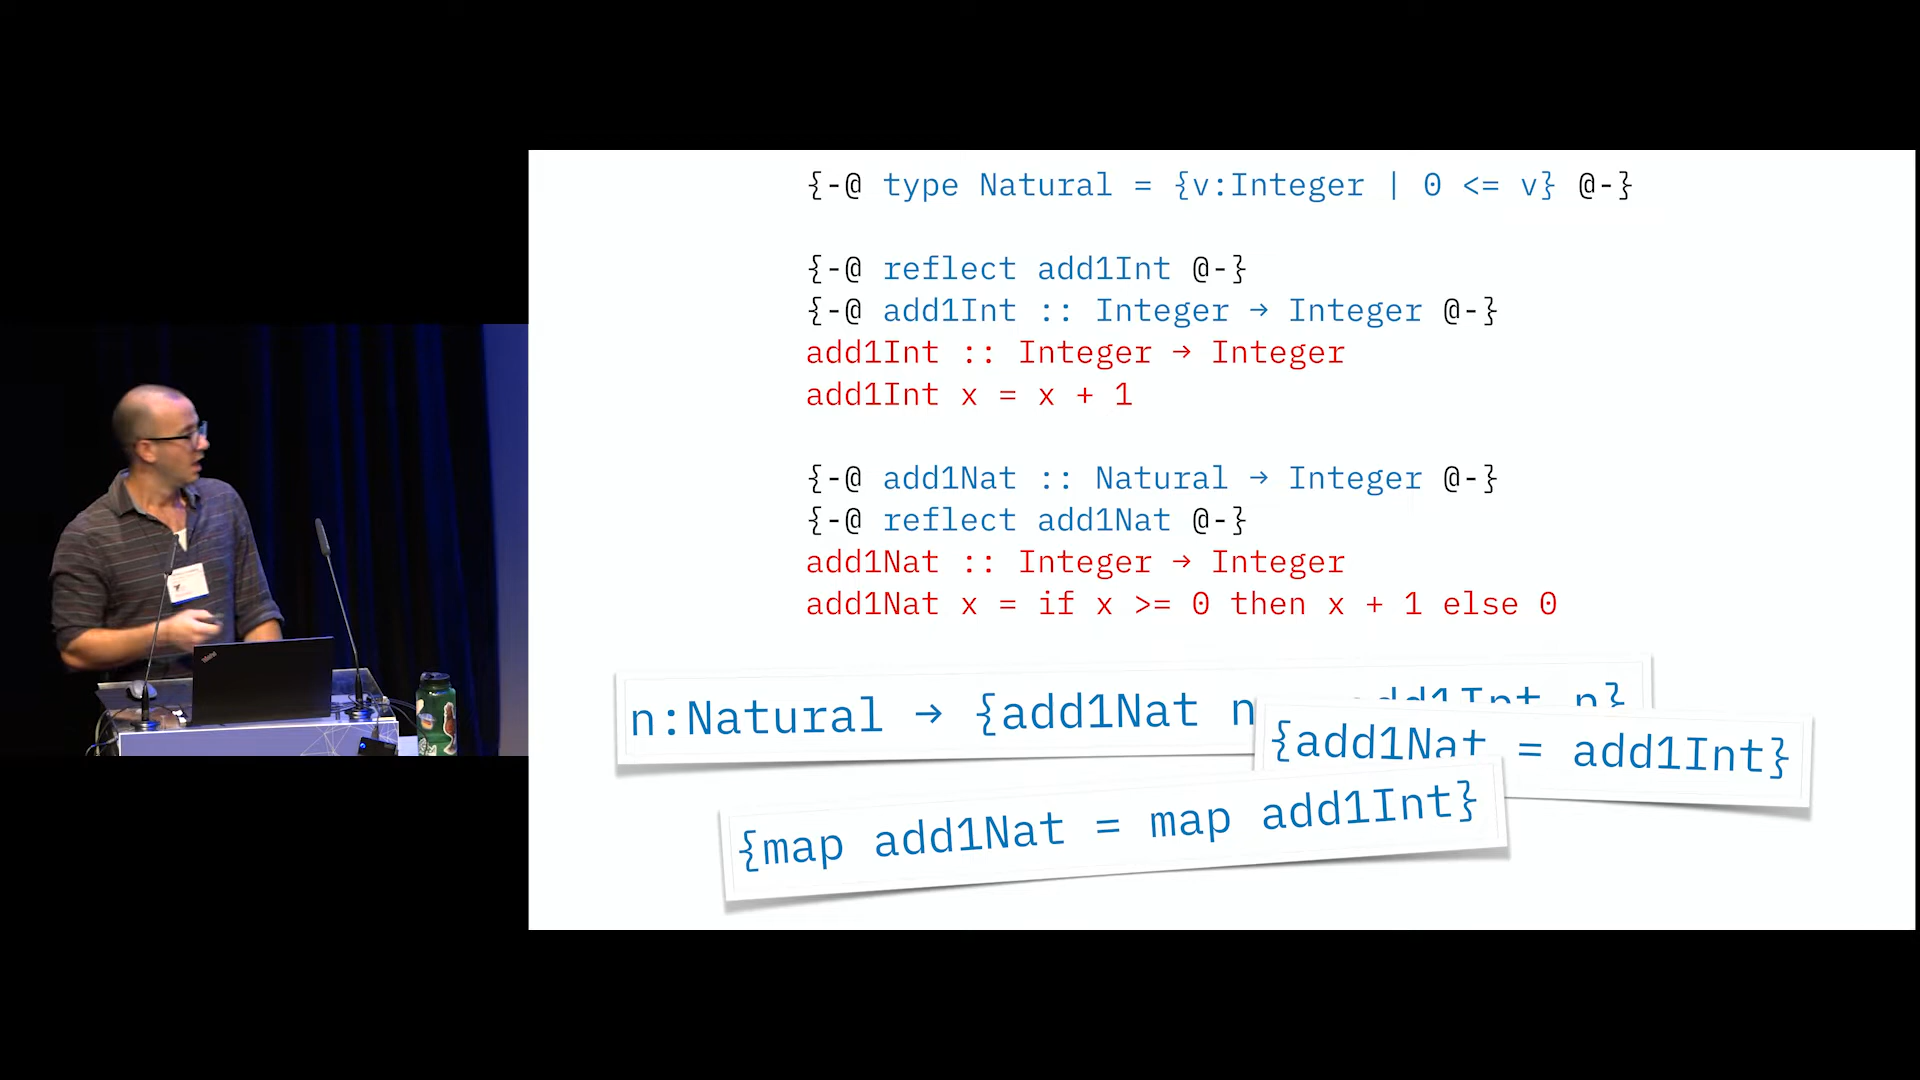 {-@ type Natural = {v:Integer | 0 <= v} @-}
{-@ reflect add1Int @-}
{-@ add1Int :: Integer → Integer @-}
add1Int :: Integer → Integer
add1Int x = x + 1
{-@ add1Nat :: Natural → Integer @-}
{-@ reflect add1Nat @-}
add1Nat :: Integer → Integer
add1Nat x = if x >= 0 then x + 1 else 0
n:Natural → {add1Nat n add1Int n}
{add1Nat = add1Int}
{map add1Nat = map add1Int}